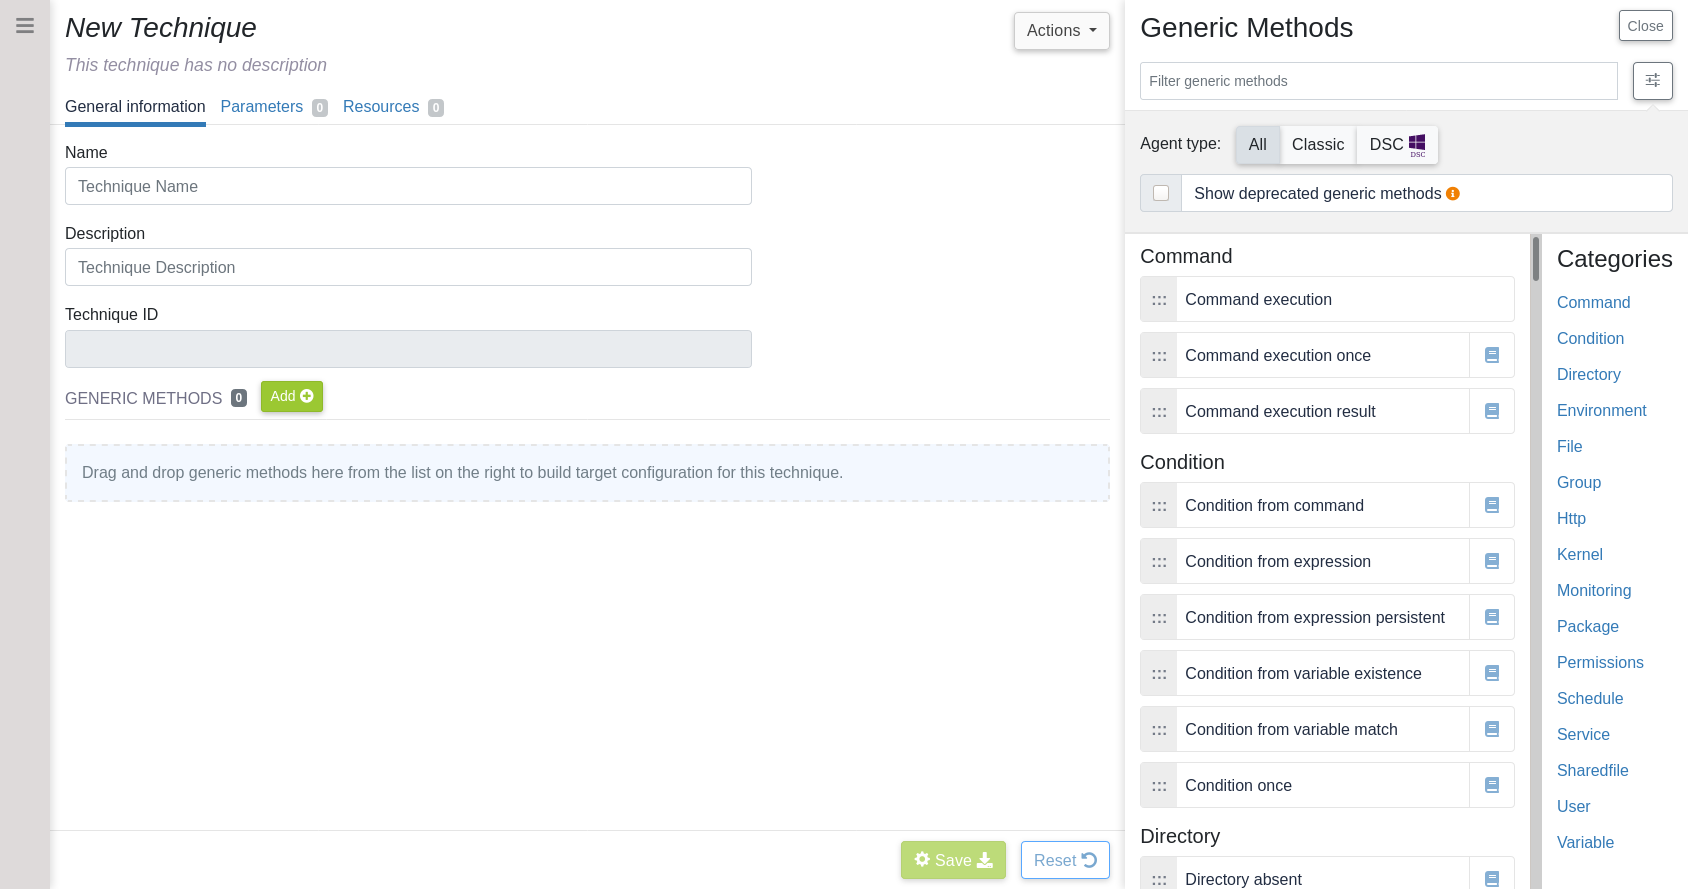 New Technique
Actions
This technique has no description
General information
Parameters 0
Resources 0
Name
Technique Name
Description
Technique Description
Technique ID
GENERIC METHODS 0
Add
Drag and drop generic methods here from the list on the right to build target configuration for this technique.
Save
Reset
Generic Methods
Close
Filter generic methods
Agent type:
All
Classic
DSC
DSC
Show deprecated generic methods
Command
Command execution
Command execution once
Command execution result
Condition
Condition from command
Condition from expression
Condition from expression persistent
Condition from variable existence
Condition from variable match
Condition once
Directory
Directory absent
Categories
Command
Condition
Directory
Environment
File
Group
Http
Kernel
Monitoring
Package
Permissions
Schedule
Service
Sharedfile
User
Variable